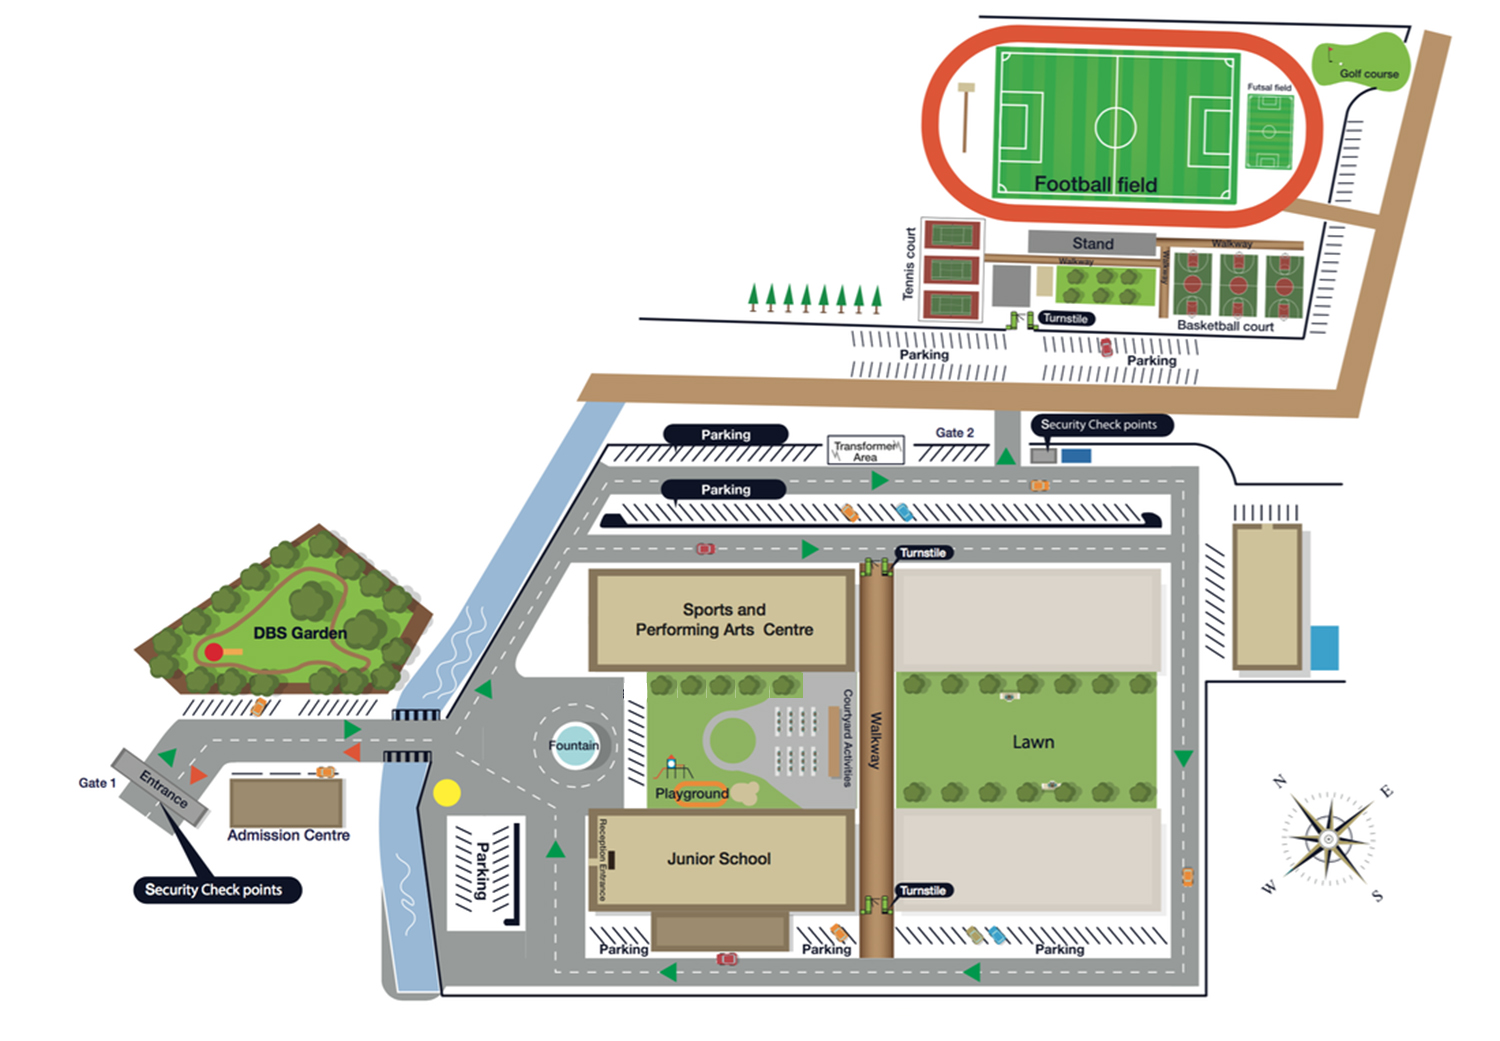 Golf course
Futsal field
Football field
Tennis court
Stand
Walkway
Walkway
Walkway
Turnstile
Basketball court
Parking
Parking
Parking
Transformer
Area
Gate 2
Security Check points
Parking
Turnstile
Sports and
Performing Arts Centre
DBS Garden
Courtyard Activities
Walkway
Lawn
Fountain
Playground
Gate 1
Entrance
Admission Centre
Security Check points
Parking
Reception Entrance
Junior School
Turnstile
Parking
Parking
Parking
N
E
W
S